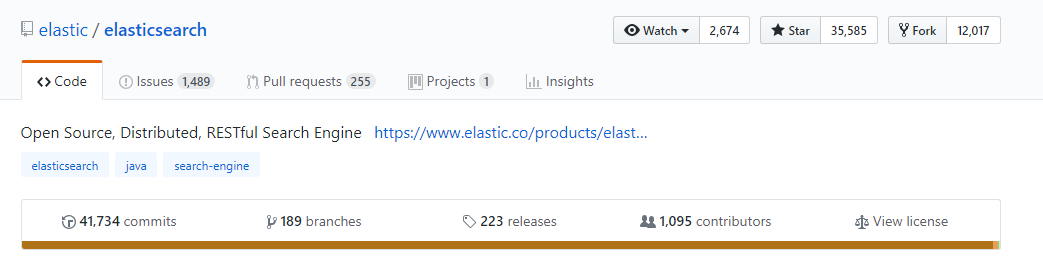 elastic / elasticsearch Watch 2,674 Star 35,585 Fork 12,017
Code Issues 1,489 Pull requests 255 Projects 1 Insights
Open Source, Distributed, RESTful Search Engine https://www.elastic.co/products/elast...
elasticsearch java search-engine
41,734 commits 189 branches 223 releases 1,095 contributors View license